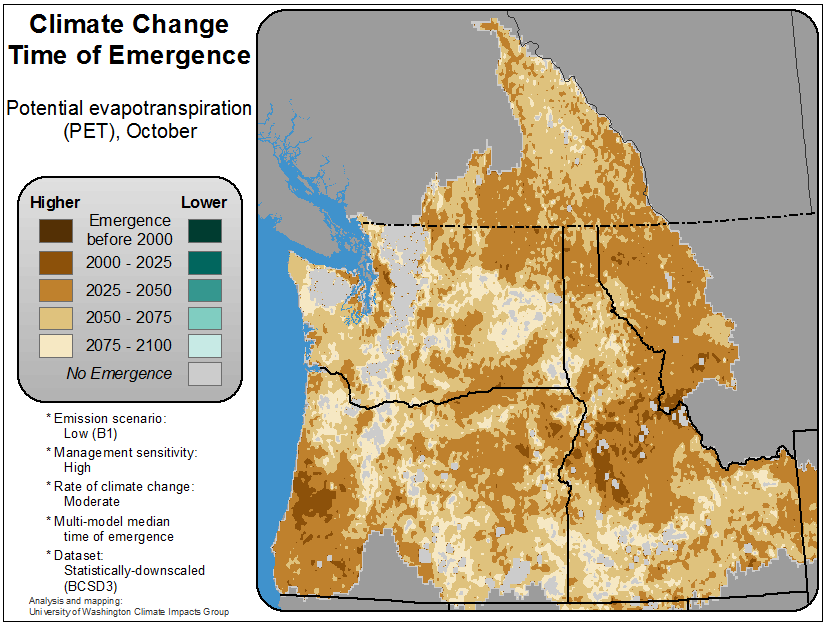 Climate Change
Time of Emergence
Potential evapotranspiration
(PET), October
Higher Lower
Emergence
before 2000
2000 - 2025
2025 - 2050
2050 - 2075
2075 - 2100
No Emergence
* Emission scenario:
Low (B1)
* Management sensitivity:
High
* Rate of climate change:
Moderate
* Multi-model median
time of emergence
* Dataset:
Statistically-downscaled
(BCSD3)
Analysis and mapping:
University of Washington Climate Impacts Group